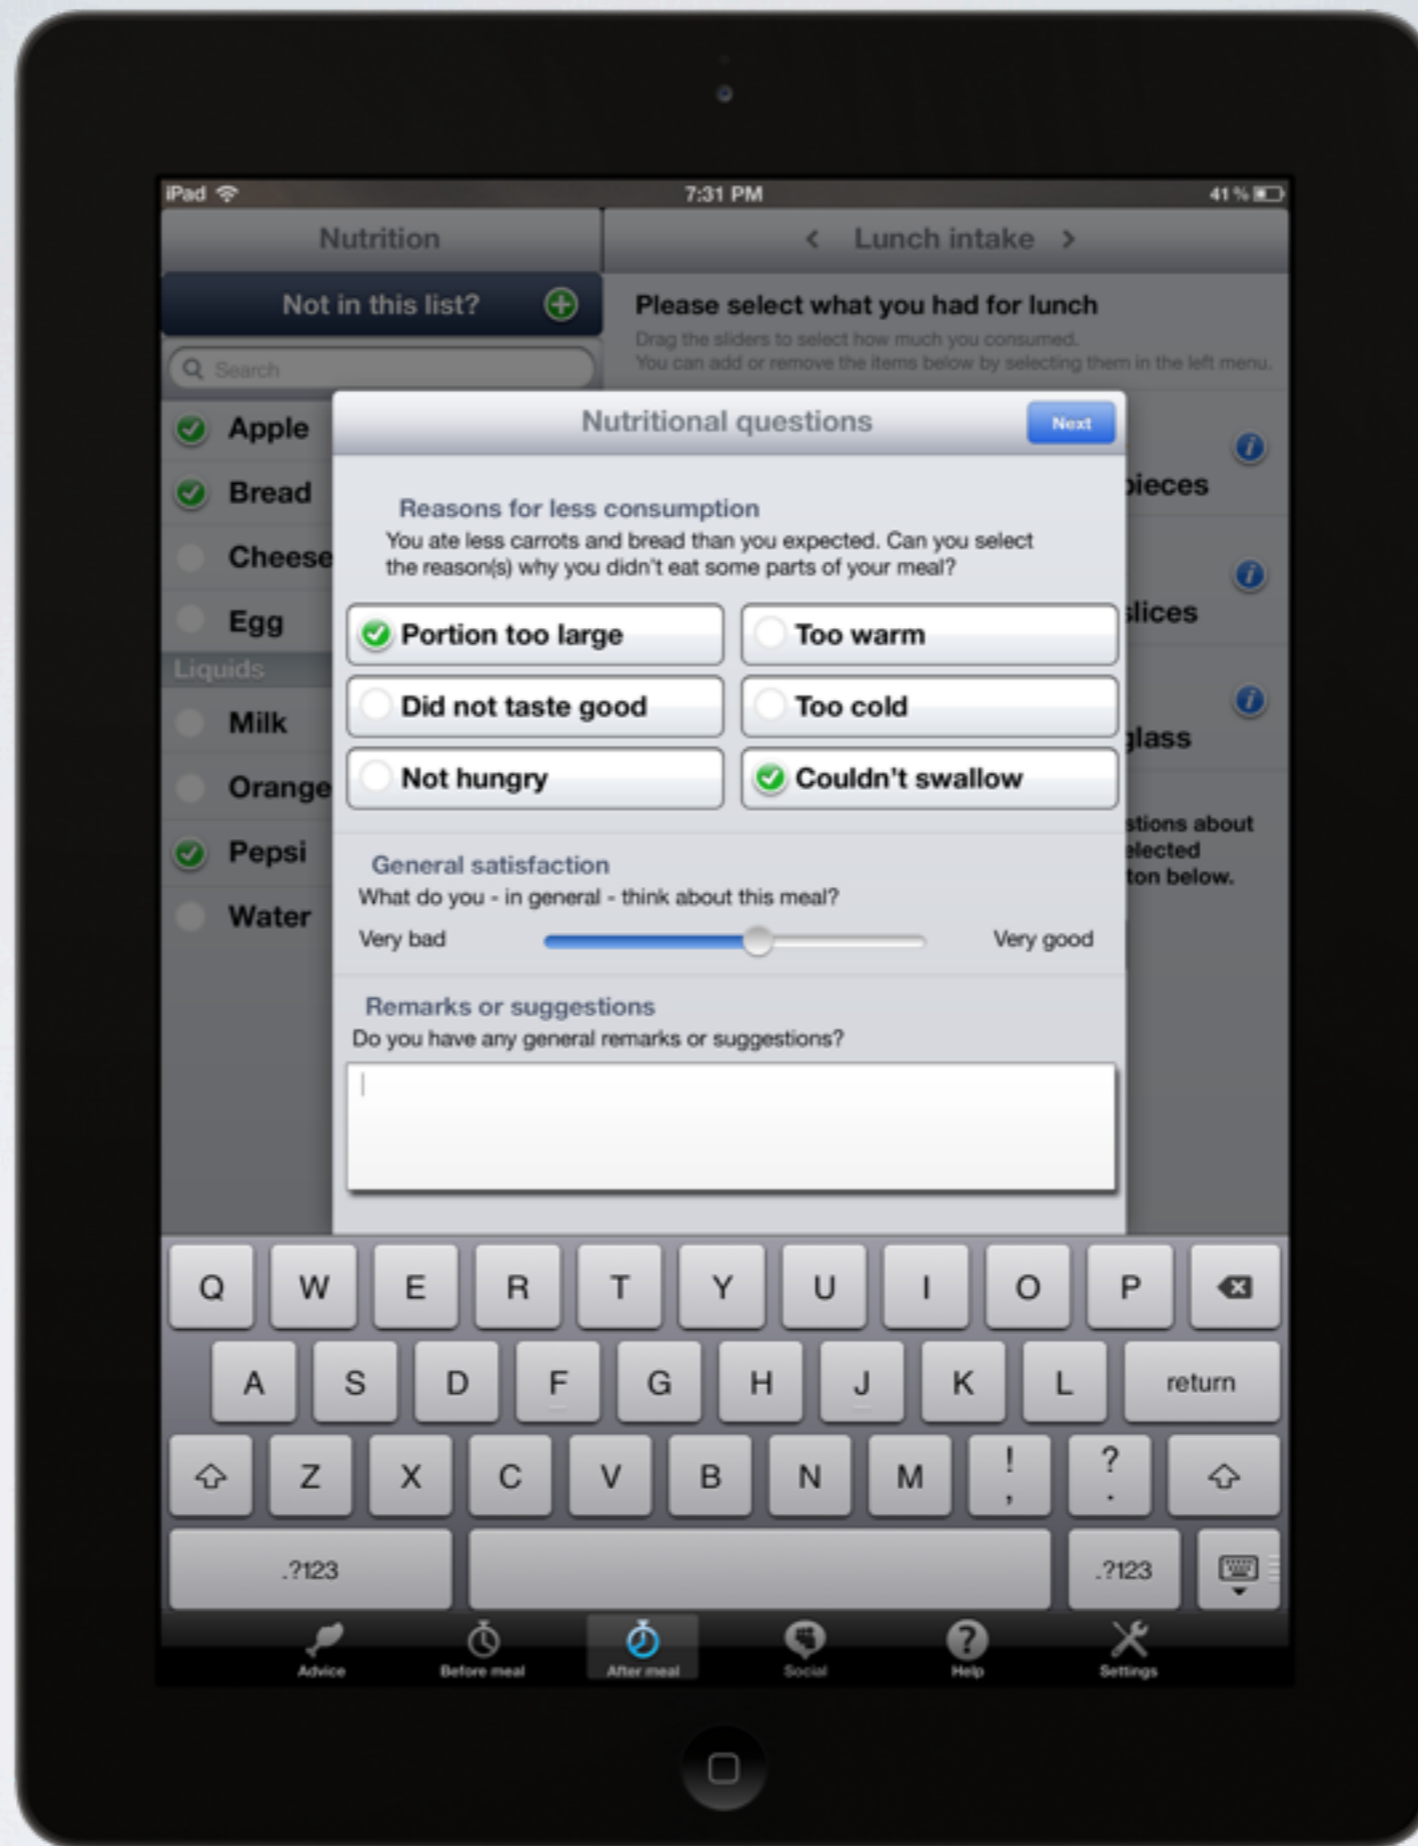 iPad
7:31 PM
41 %
Nutrition
< Lunch intake >
Not in this list?
Please select what you had for lunch
Drag the sliders to select how much you consumed.
You can add or remove the items below by selecting them in the left menu.
Search
Apple
Bread
Cheese
Egg
Liquids
Milk
Orange
Pepsi
Water
Nutritional questions
Next
Reasons for less consumption
You ate less carrots and bread than you expected. Can you select
the reason(s) why you didn't eat some parts of your meal?
Portion too large
Too warm
Did not taste good
Too cold
Not hungry
Couldn't swallow
General satisfaction
What do you - in general - think about this meal?
Very bad
Very good
Remarks or suggestions
Do you have any general remarks or suggestions?
i
pieces
i
slices
i
glass
about
ton below.
Q W E R T Y U I O P
A S D F G H J K L return
Z X C V B N M ! , ? .
.?123 .?123
Advice
Before meal
After meal
Social
? Help
Settings